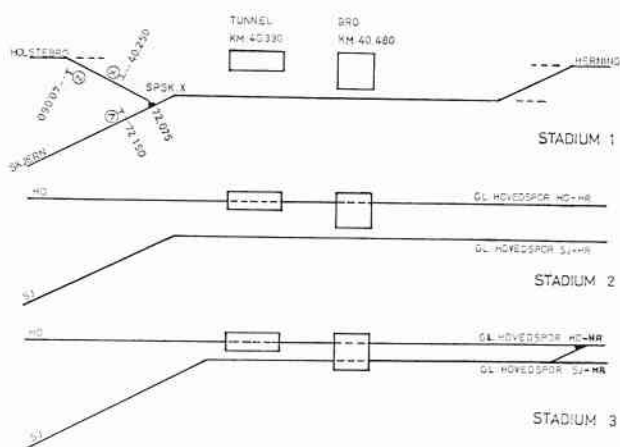 TUNNEL
KM. 40.330
BRO
KM. 40.480
HOLSTEBRO
HERNING
40.250
SPSK. X
72.075
72.150
SKJERN
STADIUM 1
HO
GL. HOVEDSPOR HO-HR
GL. HOVEDSPOR SJ-HR
SJ
STADIUM 2
HO
GL. HOVEDSPOR HO-HR
GL. HOVEDSPOR SJ-HR
SJ
STADIUM 3